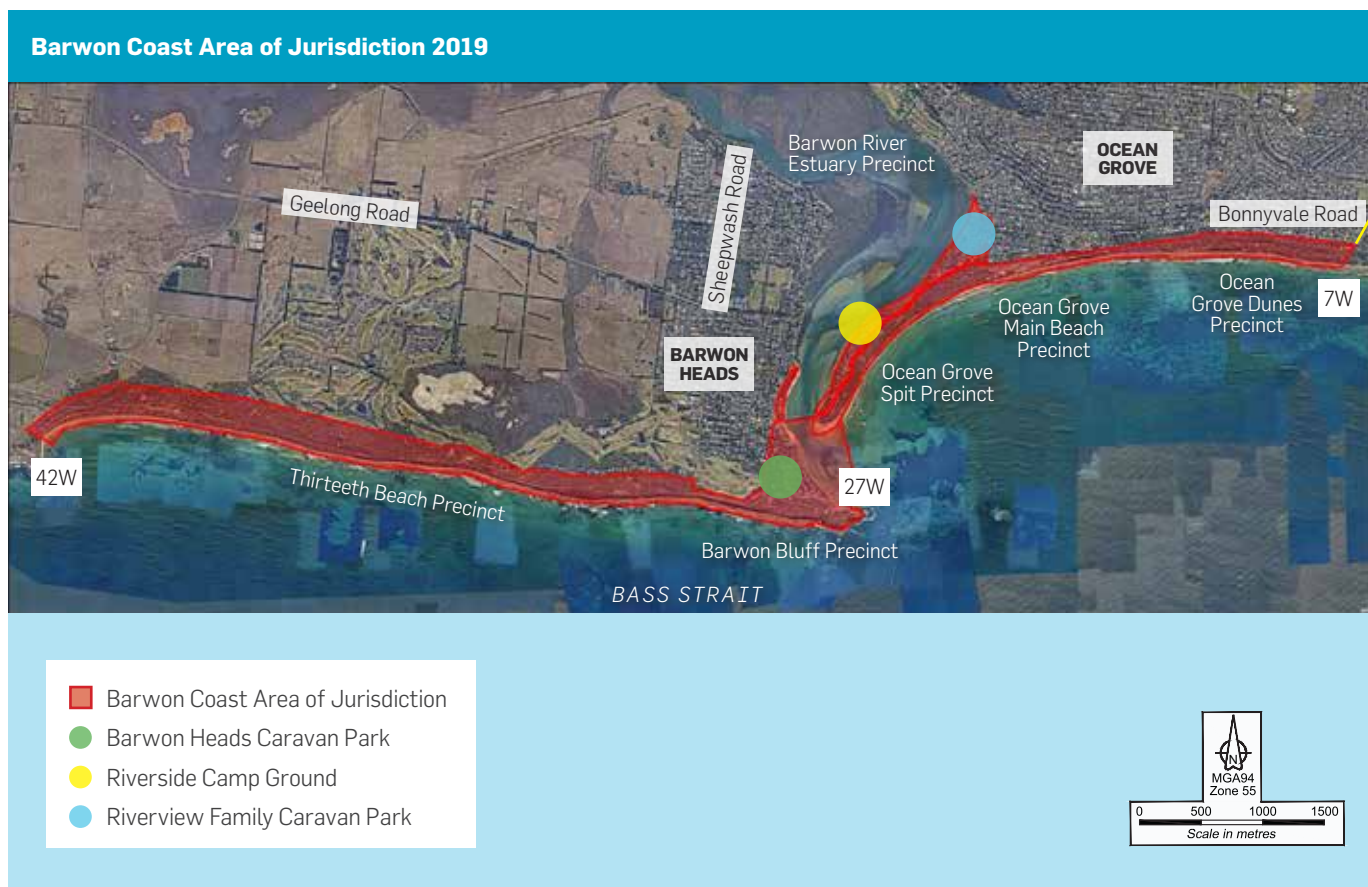 Barwon Coast Area of Jurisdiction 2019
Barwon River
Estuary Precinct
OCEAN
GROVE
Geelong Road
Sheepwash Road
Bonnyvale Road
Ocean
Grove Dunes
Precinct
7W
Ocean Grove
Main Beach
Precinct
BARWON
HEADS
Ocean Grove
Spit Precinct
42W
Thirteeth Beach Precinct
27W
Barwon Bluff Precinct
BASS STRAIT
Barwon Coast Area of Jurisdiction
Barwon Heads Caravan Park
Riverside Camp Ground
Riverview Family Caravan Park
N
MGA94
Zone 55
0 500 1000 1500
Scale in metres